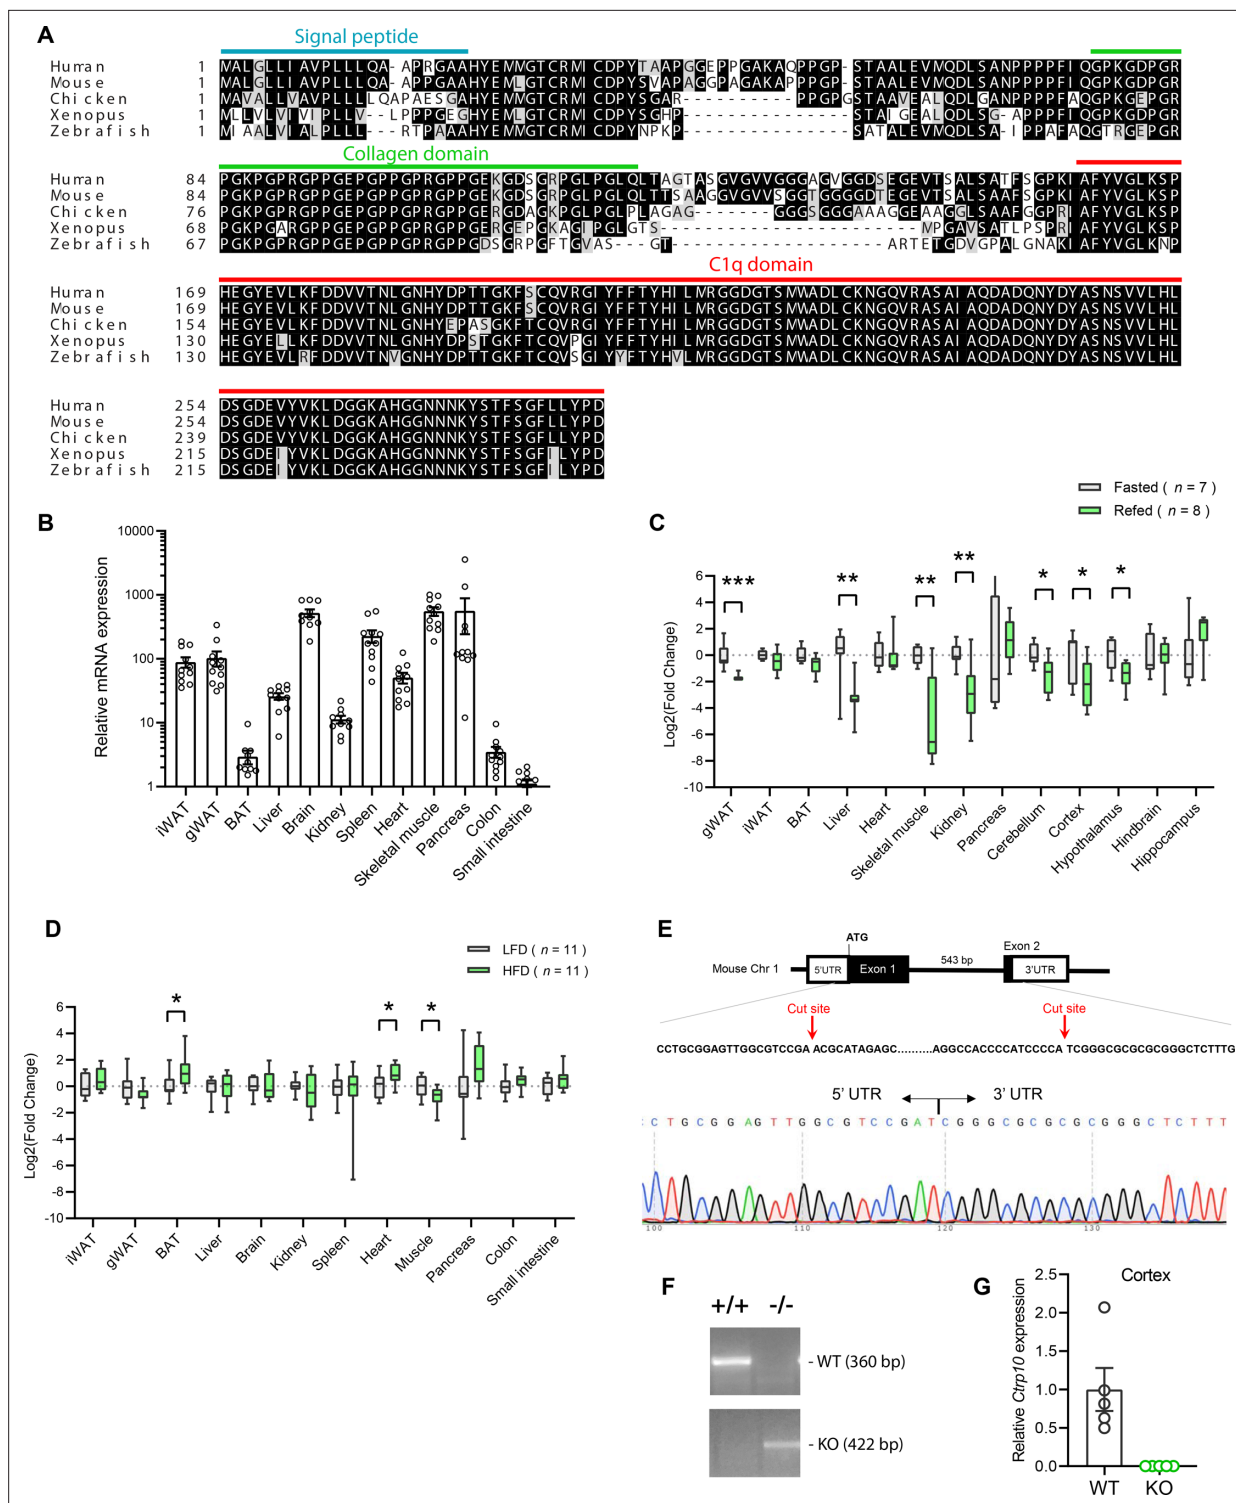 A
Signal peptide
Human 1 MALGLLIAVPLLLQA-APRGAAHYEMMGTCRMICDPYTAAPGGEPPGAKAQPPGP-STAALEVMQDLSANPPPPFIQGPKGDPGR
Mouse 1 MALGLLIAVPLLLQA-APPGAAHYEMLGTCRMICDPYSVAPAGGPAGAKAPPPGP-STAALEVMQDLSANPPPPFIQGPKGDPGR
Chicken 1 MAVALLVAVPLLLLQAPAESGAHYEMMGTCRMICDPYSGAR----------PPPGPGSTAAVEALQDLGANPPPPFAQGPKGEPGR
Xenopus 1 MLLVLVIVILPLL--LPPPGEGHYEMLGTCRMICDPYSGHP---------------STAIGEALQDLSG-APPPFIQGPKGDPGR
Zebrafish 1 MIAALVIALPLLL---RTPAAAHYEMMGTCRMICDPYNPKP---------------SATALEVMQDLSA-IPPAFAQGTRGEPGR
Collagen domain
Human 84 PGKPGPRGPPGEPGPPGPRGPPGEKGDSGRPGLPGLQLTAGTASGVGVVGGGAGVGGDSEGEVTSALSATFSGPKIAFYVGLKSP
Mouse 84 PGKPGPRGPPGEPGPPGPRGPPGEKGDSGRPGLPGLQLTTSAAGGVGVVSGGTGGGGDTEGEVTSALSAAFSGPKIAFYVGLKSP
Chicken 76 PGKPGPRGPPGEPGPPGPRGPPGERGDAGKPGLPGLPLAGAG-------GGGSGGGAAAGGEAAGGLSAAFGGPRIAFYVGLKSP
Xenopus 68 PGKPGARGPPGEPGPPGPRGPPGERGEPGKAGIPGLGTS-----------------------MPGAVSATLPSPRIAFYVGLKSP
Zebrafish 67 PGKPGPRGPPGEPGPPGPRGPPGDSGRPGFTGVAS---GT-------------------ARTETGDVGPALGNAKIAFYVGLKNP
C1q domain
Human 169 HEGYEVLKFDDVVTNLGNHYDPTTGKFSCQVRGIYFFTYHILMRGGDGTSMWADLCKNGQVRASAIAQDADQNYDYASNSVVLHL
Mouse 169 HEGYEVLKFDDVVTNLGNHYDPTTGKFSCQVRGIYFFTYHILMRGGDGTSMWADLCKNGQVRASAIAQDADQNYDYASNSVVLHL
Chicken 154 HEGYEVLKFDDVVTNLGNHYEPASGKFTCQVRGIYFFTYHILMRGGDGTSMWADLCKNGQVRASAIAQDADQNYDYASNSVVLHL
Xenopus 130 HEGYELLKFDDVVTNLGNHYDPSTGKFTCQVPGIYFFTYHILMRGGDGTSMWADLCKNGQVRASAIAQDADQNYDYASNSVVLHL
Zebrafish 130 HEGYEVLRFDDVVTNVGNHYDPTTGKFTCQVSGIYYFTYHVLMRGGDGTSMWADLCKNGQVRASAIAQDADQNYDYASNSVVLHL
Human 254 DSGDEVYVKLDGGKAHGGNNNKYSTFSGFLLYPD
Mouse 254 DSGDEVYVKLDGGKAHGGNNNKYSTFSGFLLYPD
Chicken 239 DSGDEVYVKLDGGKAHGGNNNKYSTFSGFLLYPD
Xenopus 215 DSGDEIYVKLDGGKAHGGNNNKYSTFSGFILYPD
Zebrafish 215 DSGDEIYVKLDGGKAHGGNNNKYSTFSGFILYPD
B
Relative mRNA expression
10000
1000
100
10
1
iWAT gWAT BAT Liver Brain Kidney Spleen Heart Skeletal muscle Pancreas Colon Small intestine
C
Fasted ( n = 7 )
Refed ( n = 8 )
Log2(Fold Change)
6
4
2
0
-2
-4
-6
-8
-10
*** ** ** ** * * *
gWAT iWAT BAT Liver Heart Skeletal muscle Kidney Pancreas Cerebellum Cortex Hypothalamus Hindbrain Hippocampus
D
LFD ( n = 11 )
HFD ( n = 11 )
Log2(Fold Change)
6
4
2
0
-2
-4
-6
-8
-10
* * *
iWAT gWAT BAT Liver Brain Kidney Spleen Heart Muscle Pancreas Colon Small intestine
E
ATG
Exon 2
Mouse Chr 1 5'UTR Exon 1 543 bp 3'UTR
Cut site Cut site
CCTGCGGAGTTGGCGTCCGA ACGCATAGAGC..........AGGCCACCCCATCCCCA TCGGGCGCGCGCGGGCTCTTTG
5' UTR 3' UTR
C T G C G G A G T T G G C G T C C G A T C G G G C G C G C G C G G G C T C T T T
100 110 120 130
F
+/+ -/-
- WT (360 bp)
- KO (422 bp)
G
Cortex
Relative Ctrp10 expression
2.5
2.0
1.5
1.0
0.5
0.0
WT KO